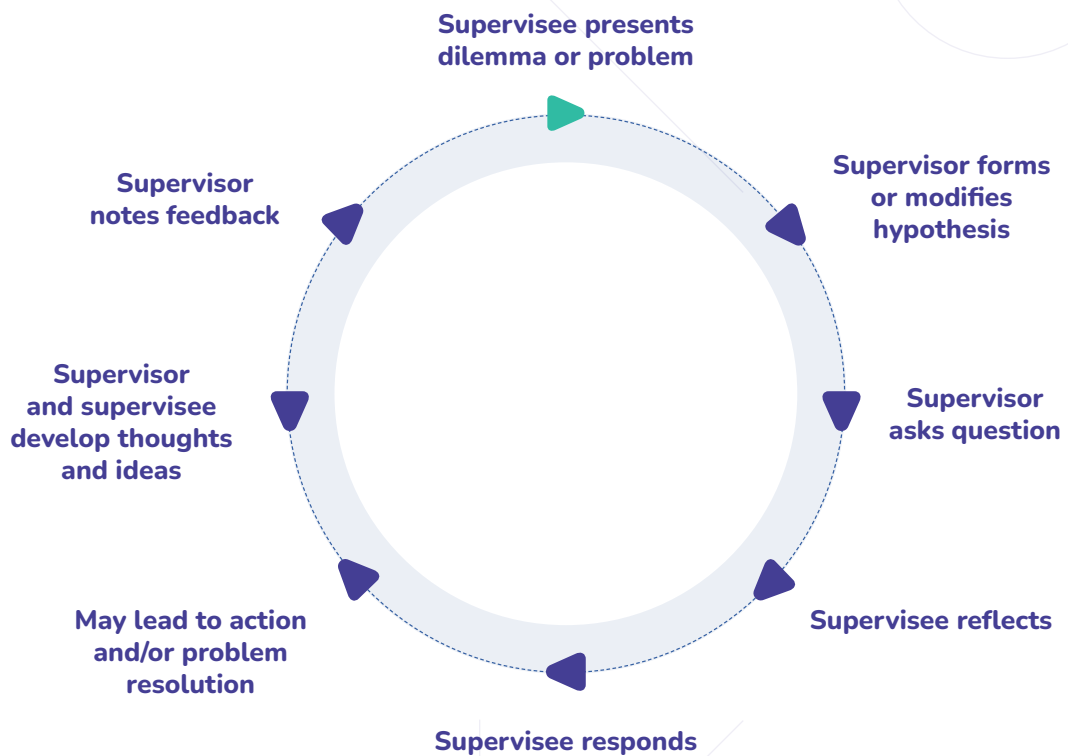 Supervisee presents
dilemma or problem
Supervisor forms
or modifies
hypothesis
Supervisor
asks question
Supervisee reflects
Supervisee responds
May lead to action
and/or problem
resolution
Supervisor
and supervisee
develop thoughts
and ideas
Supervisor
notes feedback